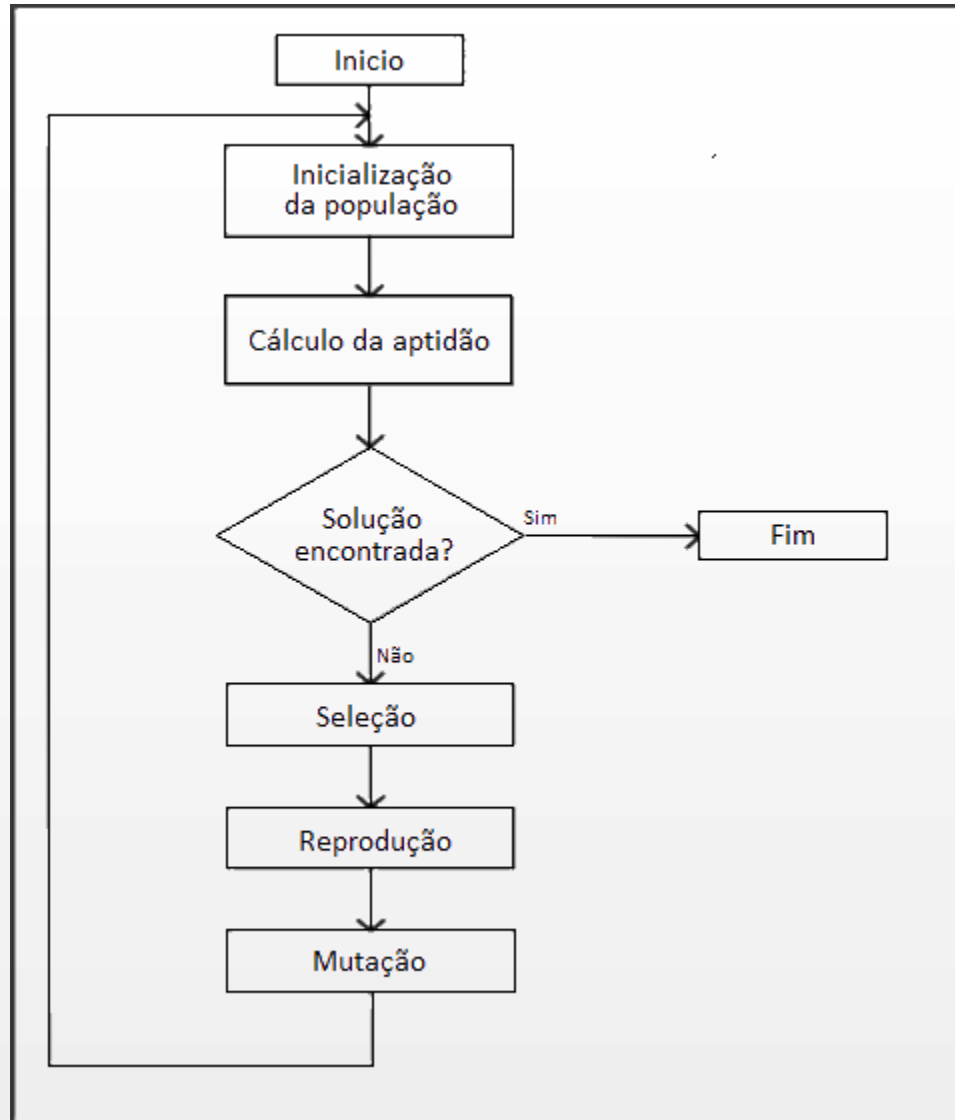 Inicio
Inicialização
da população
Cálculo da aptidão
Solução
encontrada?
Sim
Fim
Não
Seleção
Reprodução
Mutação